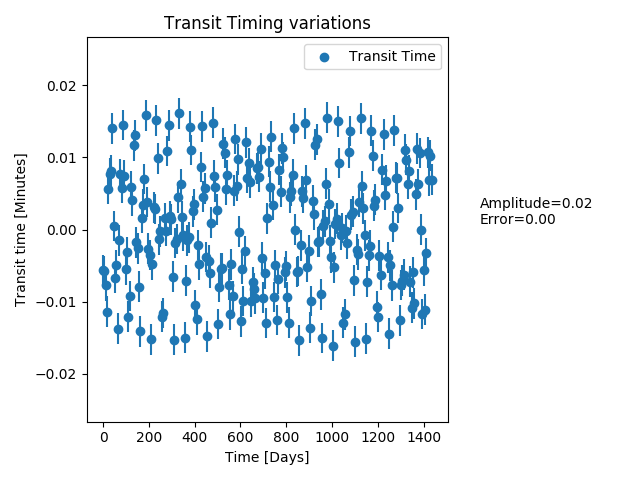 Transit Timing variations
Transit Time
0.02
0.01
0.00
−0.01
−0.02
Transit time [Minutes]
0 200 400 600 800 1000 1200 1400
Time [Days]
Amplitude=0.02
Error=0.00